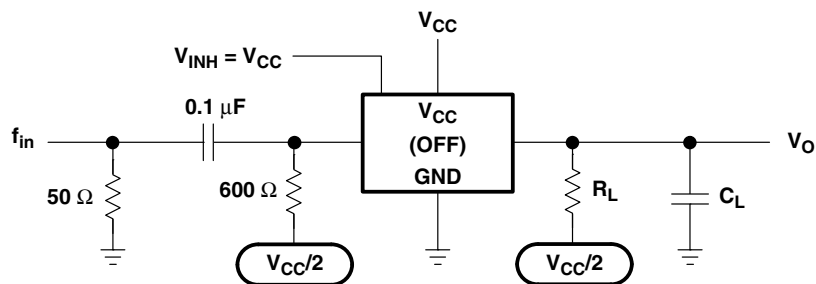 V_CC
V_INH = V_CC
0.1 μF
V_CC
f_in
(OFF)
V_O
GND
50 Ω
600 Ω
R_L
C_L
V_CC/2
V_CC/2